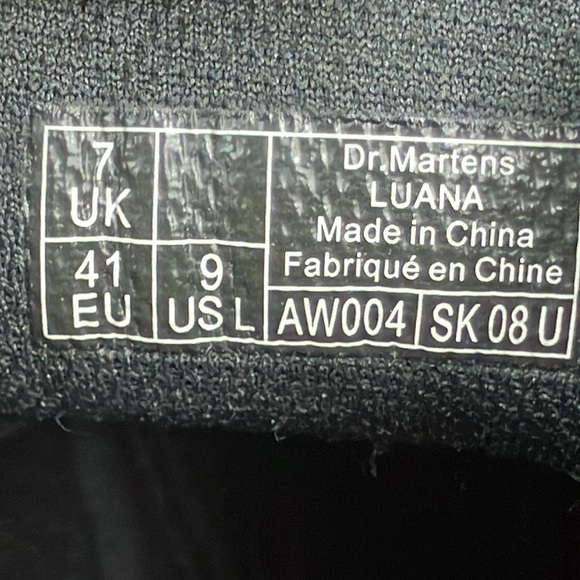 7
UK
41
EU
9
US L
Dr.Martens
LUANA
Made in China
Fabriqué en Chine
AW004
SK 08 U